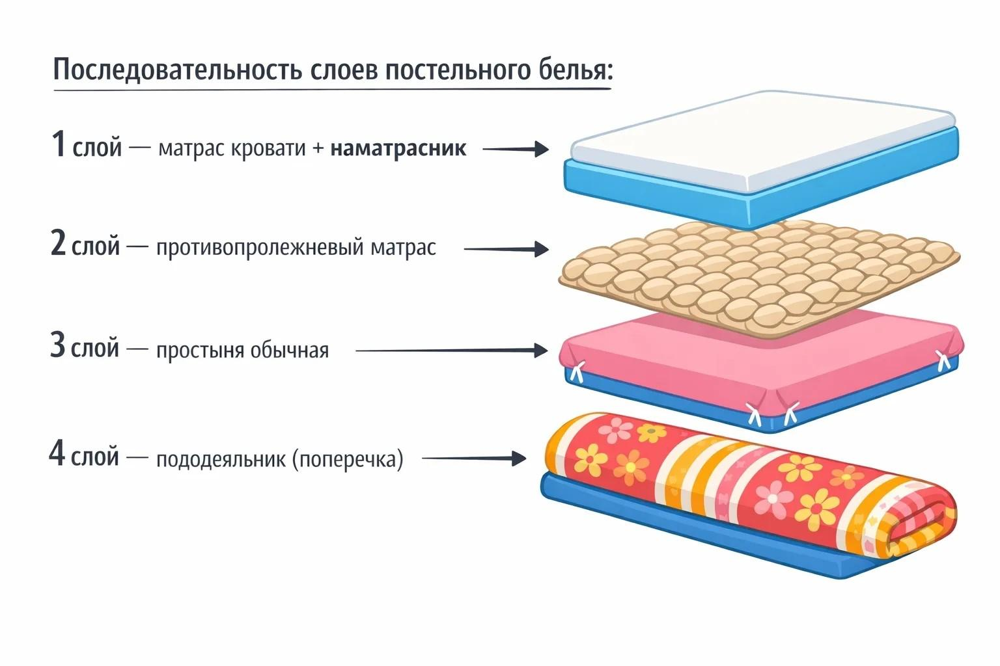 Последовательность слоев постельного белья:
1 слой — матрас кровати + наматрасник
2 слой — противопролежневый матрас
3 слой — простыня обычная
4 слой — пододеяльник (поперечка)